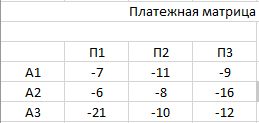 Платежная матрица
П1 П2 П3
А1 -7 -11 -9
А2 -6 -8 -16
А3 -21 -10 -12